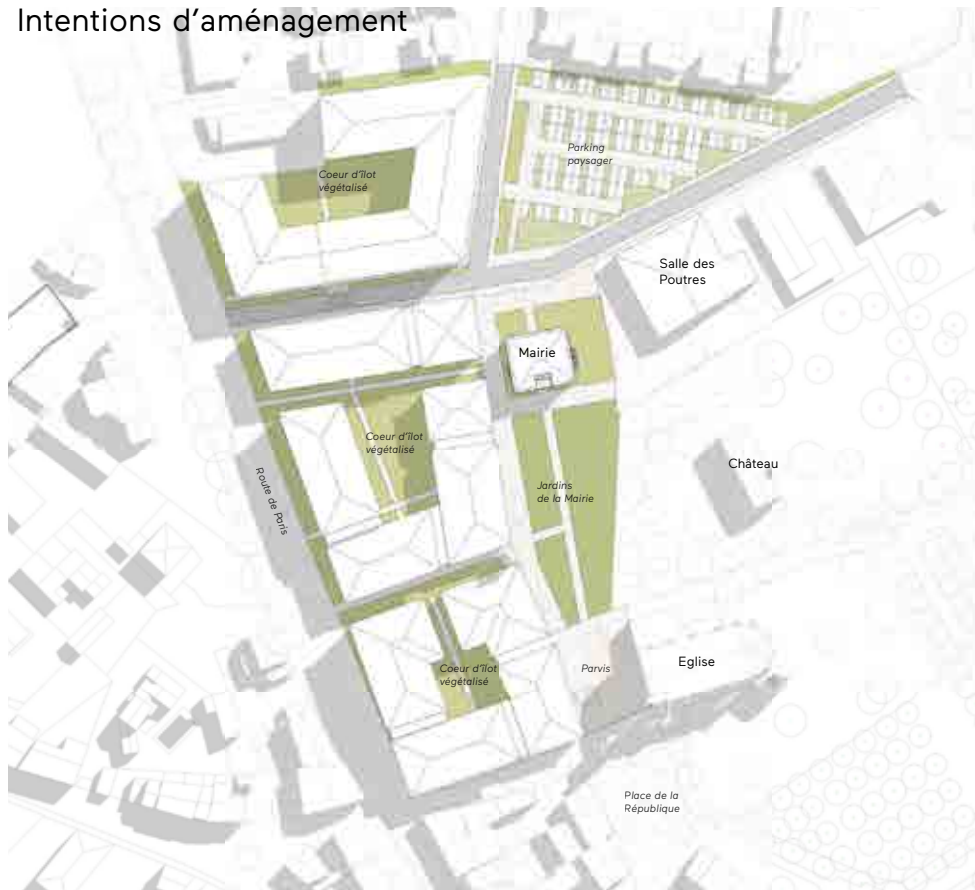 Intentions d'aménagement
Parking
paysager
Coeur d'îlot
végétalisé
Salle des
Poutres
Mairie
Coeur d'îlot
végétalisé
Château
Route de Paris
Jardins
de la Mairie
Coeur d'îlot
végétalisé
Parvis
Eglise
Place de la
République